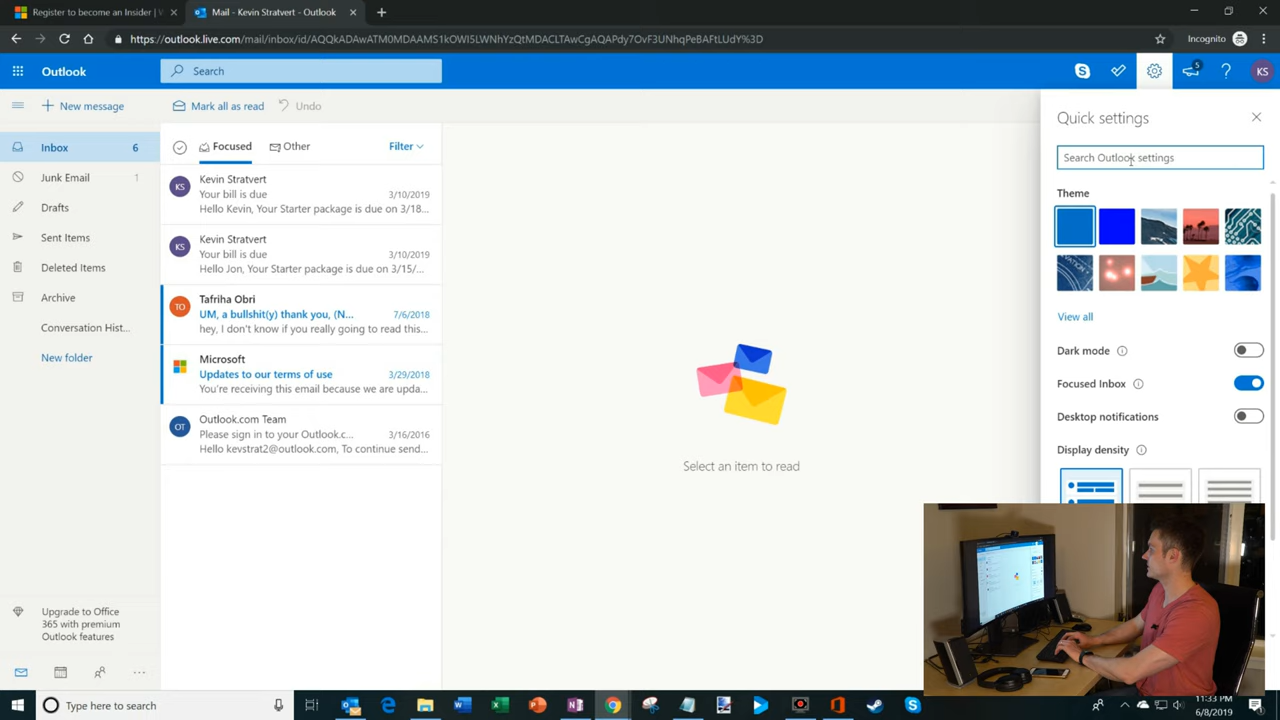 Register to become an Insider | W
Mail - Kevin Stratvert - Outlook
https://outlook.live.com/mail/inbox/id/AQQkADAwATM0MDAAMS1kOWI5LWNhYzQtMDACLTAwCgAQAPdy7OvF3UNhqPeBAFtLUdY%3D
Incognito
Outlook
Search
5
KS
New message
Mark all as read
Undo
Inbox 6
Junk Email 1
Drafts
Sent Items
Deleted Items
Archive
Conversation Hist...
New folder
Upgrade to Office
365 with premium
Outlook features
Focused
Other
Filter
KS
Kevin Stratvert
Your bill is due 3/10/2019
Hello Kevin, Your Starter package is due on 3/18...
KS
Kevin Stratvert
Your bill is due 3/10/2019
Hello Jon, Your Starter package is due on 3/15/...
TO
Tafriha Obri
UM, a bullshit(y) thank you, (N... 7/6/2018
hey, I don't know if you really going to read this...
Microsoft
Updates to our terms of use 3/29/2018
You're receiving this email because we are upda...
OT
Outlook.com Team
Please sign in to your Outlook.c... 3/16/2016
Hello kevstrat2@outlook.com, To continue send...
Select an item to read
Quick settings
Search Outlook settings
Theme
View all
Dark mode
Focused Inbox
Desktop notifications
Display density
Type here to search
11:33 PM
6/8/2019